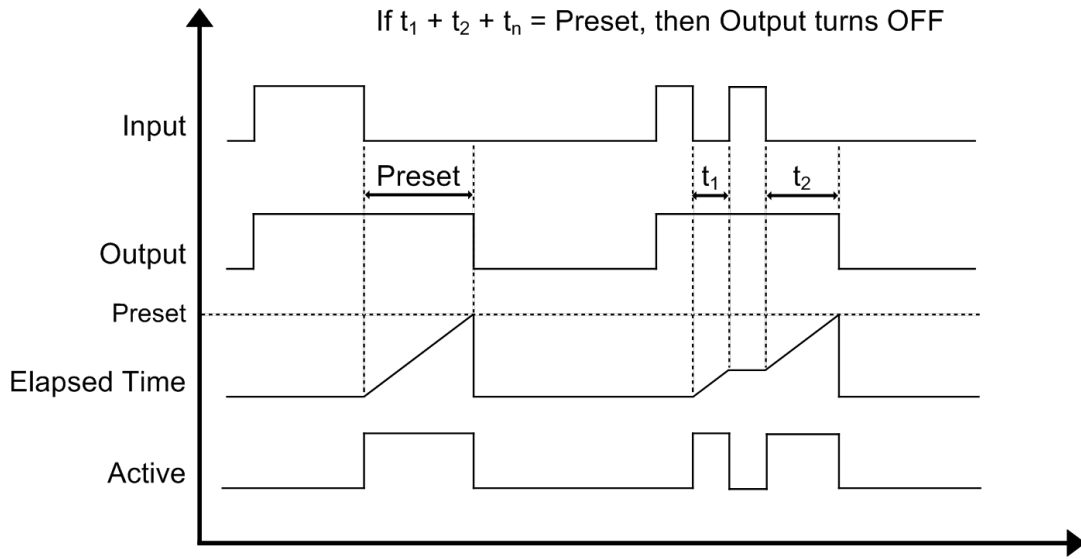 If t₁ + t₂ + tₙ = Preset, then Output turns OFF
Input
Preset
t₁
t₂
Output
Preset
Elapsed Time
Active